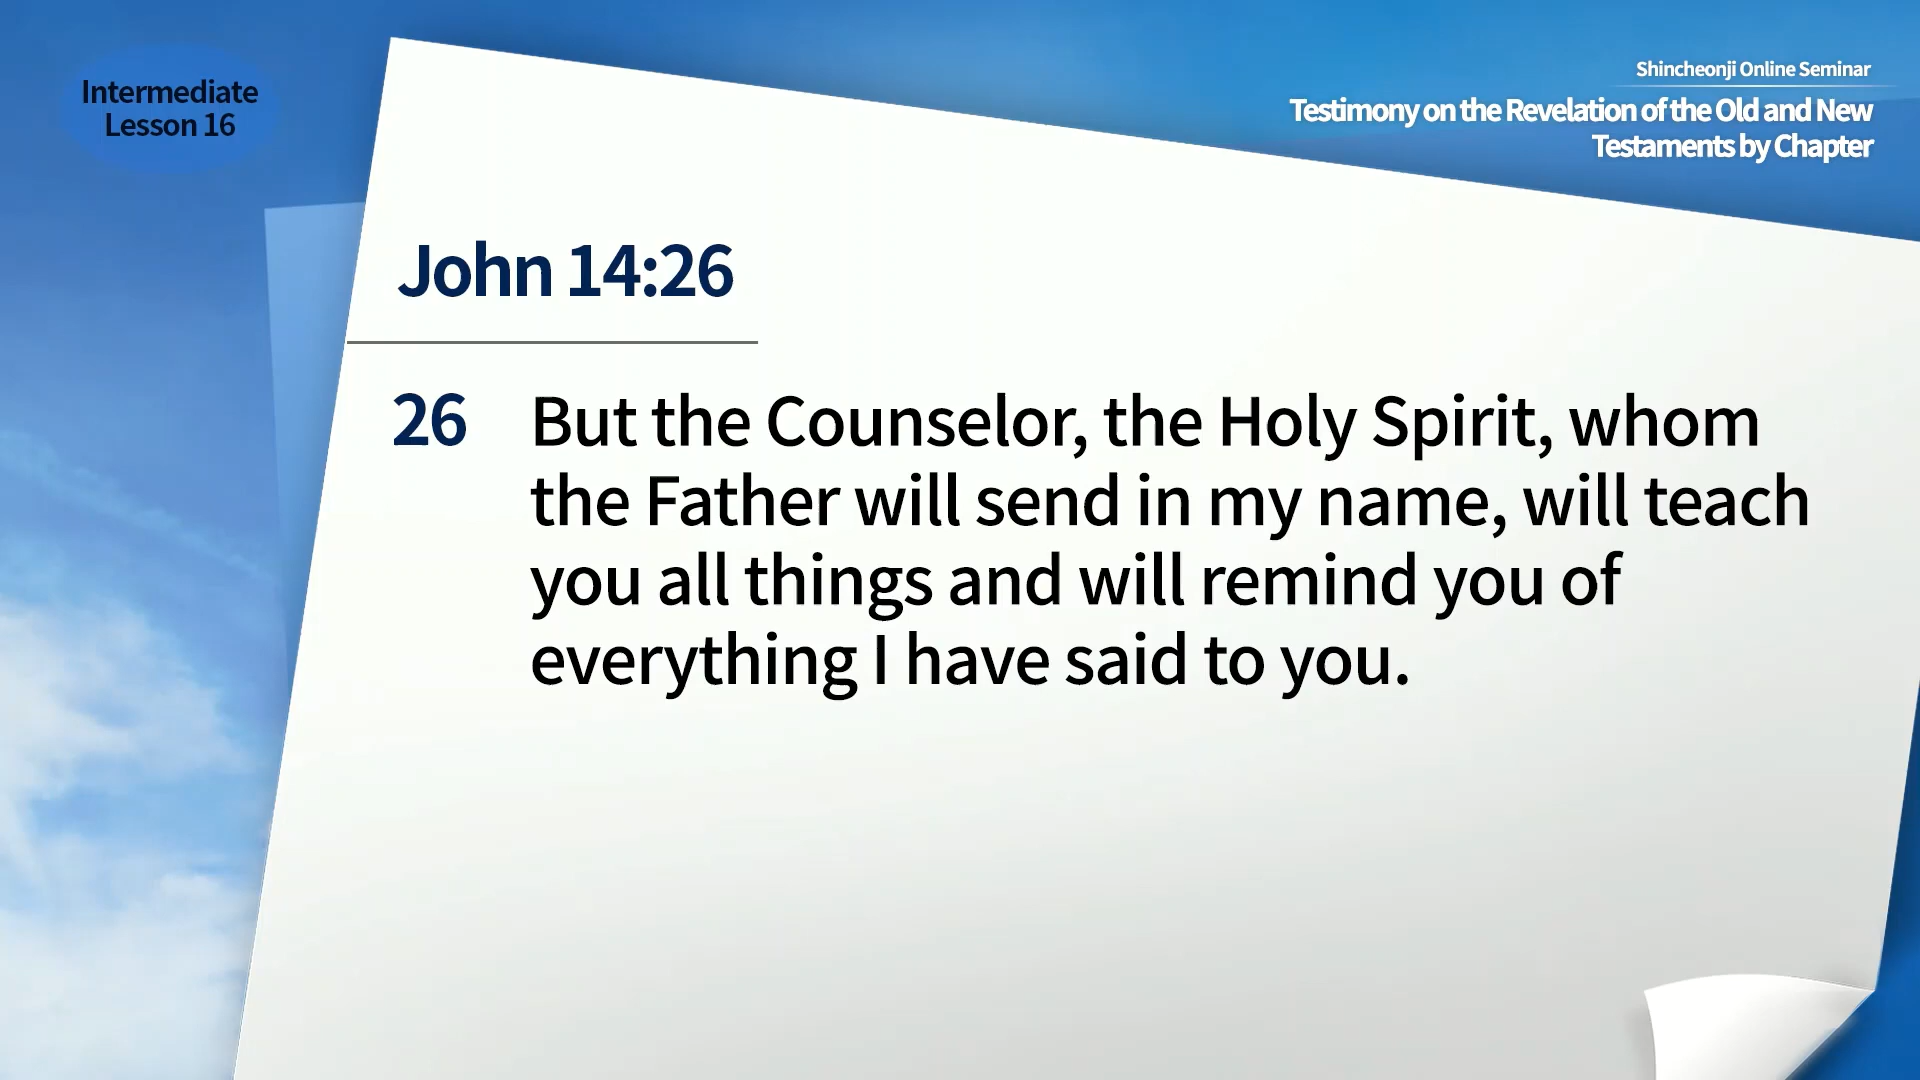 Intermediate
Lesson 16
Shincheonji Online Seminar
Testimony on the Revelation of the Old and New
Testaments by Chapter
John 14:26
26 But the Counselor, the Holy Spirit, whom
the Father will send in my name, will teach
you all things and will remind you of
everything I have said to you.